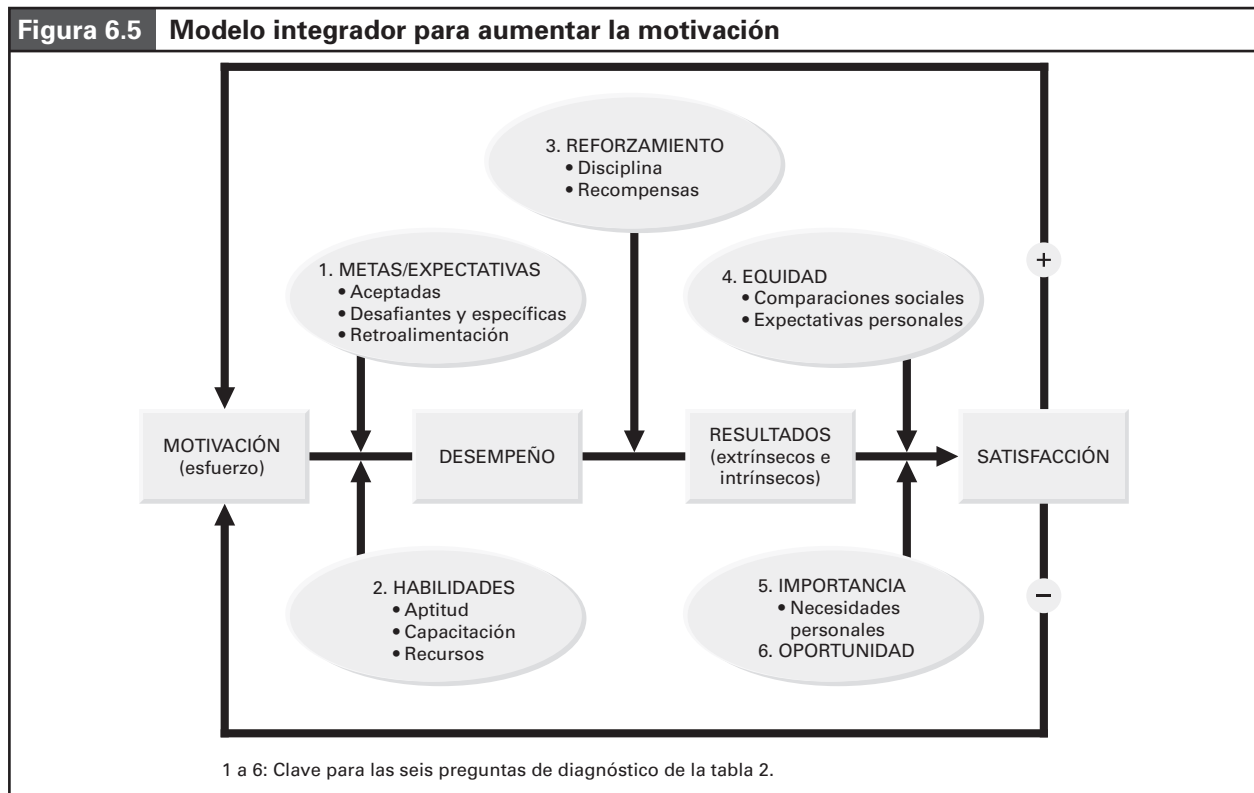 Figura 6.5 Modelo integrador para aumentar la motivación
3. REFORZAMIENTO
• Disciplina
• Recompensas
1. METAS/EXPECTATIVAS
• Aceptadas
• Desafiantes y específicas
• Retroalimentación
4. EQUIDAD
• Comparaciones sociales
• Expectativas personales
+
MOTIVACIÓN
(esfuerzo)
DESEMPEÑO
RESULTADOS
(extrínsecos e
intrínsecos)
SATISFACCIÓN
2. HABILIDADES
• Aptitud
• Capacitación
• Recursos
5. IMPORTANCIA
• Necesidades
personales
6. OPORTUNIDAD
−
1 a 6: Clave para las seis preguntas de diagnóstico de la tabla 2.